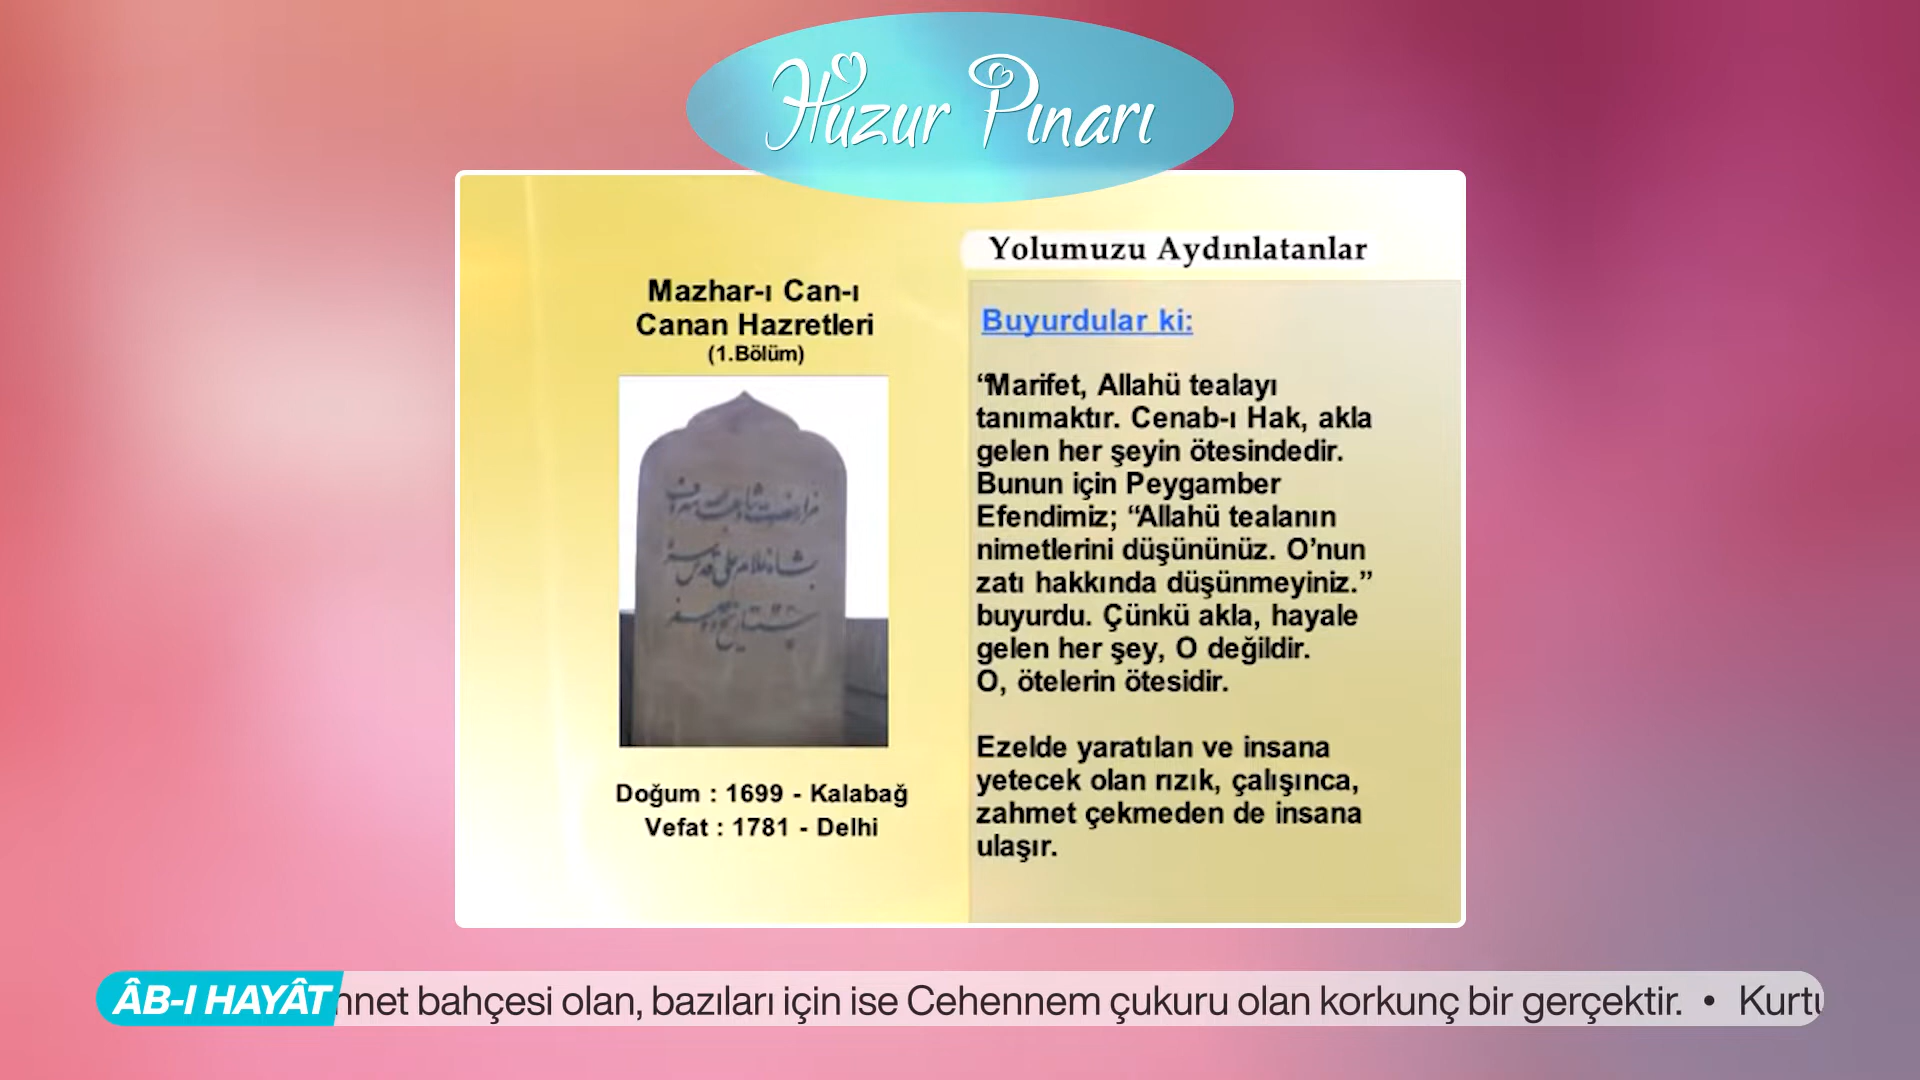 Huzur Pınarı
Yolumuzu Aydınlatanlar
Mazhar-ı Can-ı
Canan Hazretleri
(1.Bölüm)
Doğum : 1699 - Kalabağ
Vefat : 1781 - Delhi
Buyurdular ki:
“Marifet, Allahü tealayı
tanımaktır. Cenab-ı Hak, akla
gelen her şeyin ötesindedir.
Bunun için Peygamber
Efendimiz; “Allahü tealanın
nimetlerini düşününüz. O’nun
zatı hakkında düşünmeyiniz.”
buyurdu. Çünkü akla, hayale
gelen her şey, O değildir.
O, ötelerin ötesidir.
Ezelde yaratılan ve insana
yetecek olan rızık, çalışınca,
zahmet çekmeden de insana
ulaşır.
ÂB-I HAYÂT
nnet bahçesi olan, bazıları için ise Cehennem çukuru olan korkunç bir gerçektir. • Kurtu